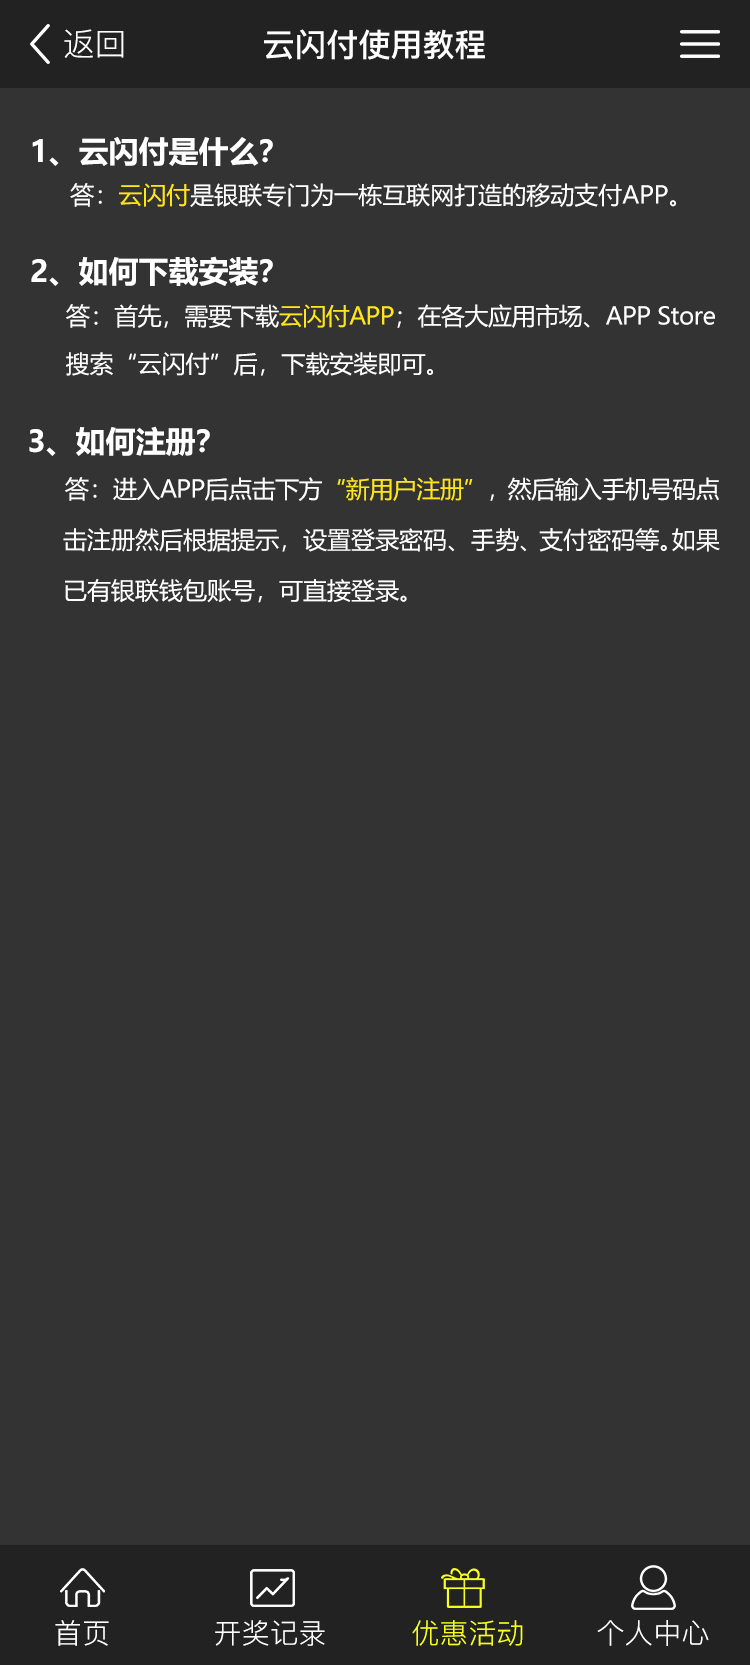 返回
云闪付使用教程
1、云闪付是什么?
答：云闪付是银联专门为一栋互联网打造的移动支付APP。
2、如何下载安装?
答：首先，需要下载云闪付APP；在各大应用市场、APP Store
搜索“云闪付”后，下载安装即可。
3、如何注册?
答：进入APP后点击下方“新用户注册”，然后输入手机号码点
击注册然后根据提示，设置登录密码、手势、支付密码等。如果
已有银联钱包账号，可直接登录。
首页
开奖记录
优惠活动
个人中心